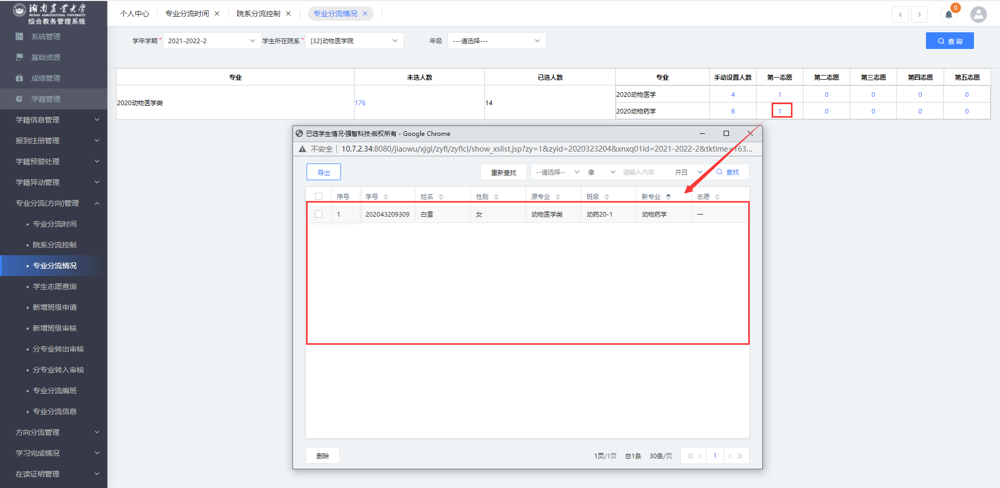 湖南农业大学
HUNAN AGRICULTURAL UNIVERSITY
综合教务管理系统
系统管理
基础资源
成绩管理
学籍管理
学籍信息管理
报到注册管理
学籍预警处理
学籍异动管理
专业分流(方向)管理
专业分流时间
院系分流控制
专业分流情况
学生志愿查询
新增班级申请
新增班级审核
分专业转出审核
分专业转入审核
专业分流编班
专业分流信息
方向分流管理
学习完成情况
在读证明管理
个人中心 专业分流时间 × 院系分流控制 × 专业分流情况 × 0
学年学期* 2021-2022-2 学生所在院系* [32]动物医学院 年级 ---请选择--- 查 询
专业 未选人数 已选人数 专业 手动设置人数 第一志愿 第二志愿 第三志愿 第四志愿 第五志愿
2020动物医学类 176 14
2020动物医学 4 1 0 0 0 0
2020动物药学 8 1 0 0 0 0
已选学生情况·强智科技·版权所有 - Google Chrome
不安全 10.7.2.34:8080/jiaowu/xjgl/zyfl/zyflcl/show_xslist.jsp?zy=1&zyid=2020323204&xnxq01id=2021-2022-2&tktime=163...
导出 重新查找 --请选择-- 像 请输入内容 并且 查找
序号 学号 姓名 性别 原专业 班级 新专业 志愿
1 202043209309 白雪 女 动物医学类 动药20-1 动物药学 —
删除 1页/1页 总1条 30条/页 1